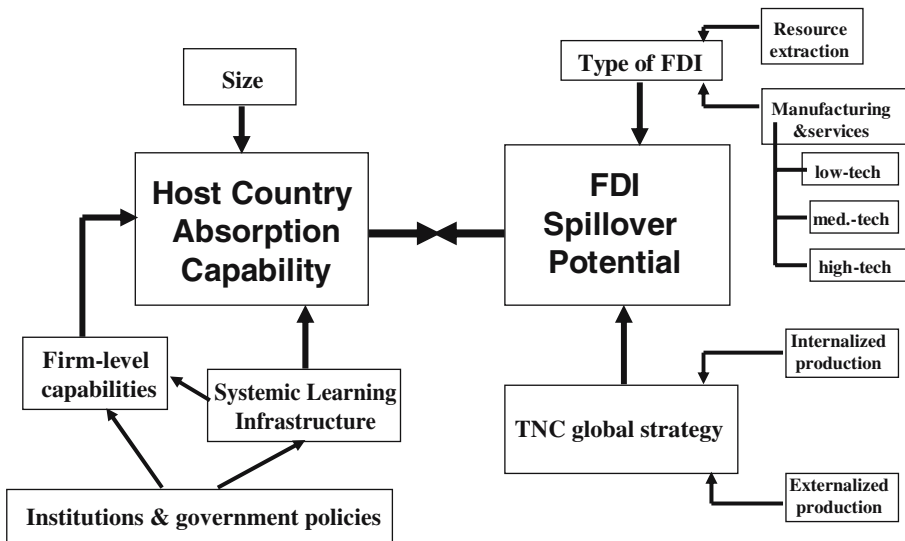 Size
Host Country
Absorption
Capability
Firm-level
capabilities
Systemic Learning
Infrastructure
Institutions & government policies
Type of FDI
Resource
extraction
Manufacturing
&services
low-tech
med.-tech
high-tech
FDI
Spillover
Potential
TNC global strategy
Internalized
production
Externalized
production